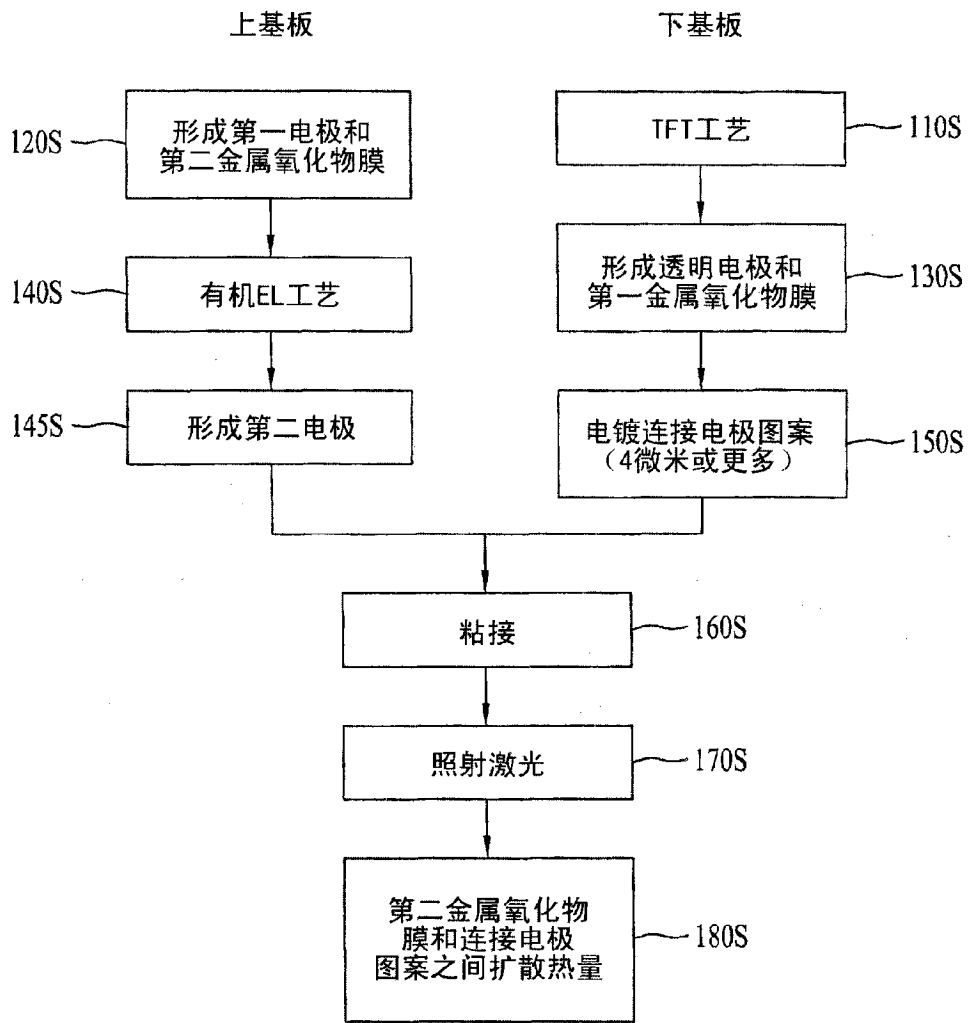 上基板
下基板
120S
形成第一电极和
第二金属氧化物膜
TFT工艺
110S
140S
有机EL工艺
形成透明电极和
第一金属氧化物膜
130S
145S
形成第二电极
电镀连接电极图案
（4微米或更多）
150S
粘接
160S
照射激光
170S
第二金属氧化物
膜和连接电极
图案之间扩散热量
180S